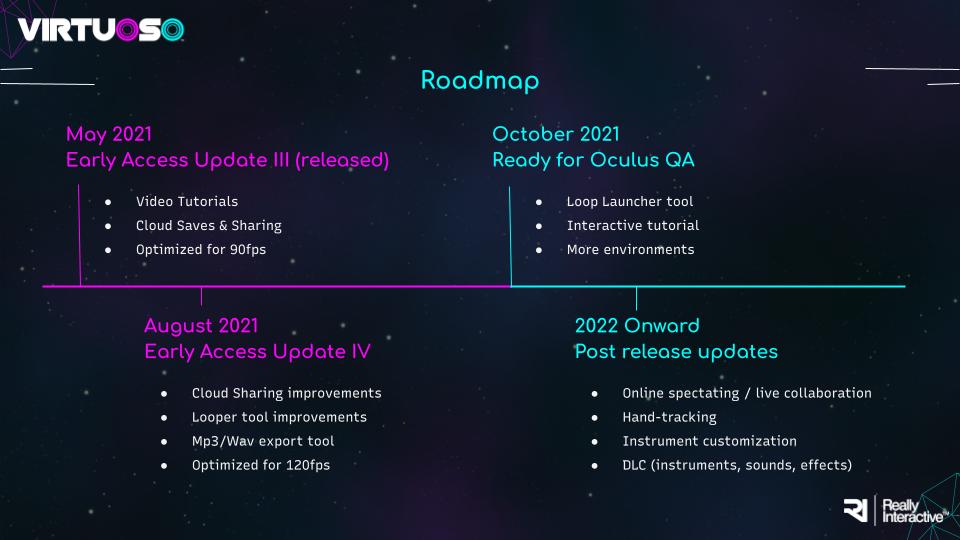 VIRTUOSO
Roadmap
May 2021
Early Access Update III (released)
● Video Tutorials
● Cloud Saves & Sharing
● Optimized for 90fps
October 2021
Ready for Oculus QA
● Loop Launcher tool
● Interactive tutorial
● More environments
August 2021
Early Access Update IV
● Cloud Sharing improvements
● Looper tool improvements
● Mp3/Wav export tool
● Optimized for 120fps
2022 Onward
Post release updates
● Online spectating / live collaboration
● Hand-tracking
● Instrument customization
● DLC (instruments, sounds, effects)
RI
Really
Interactive™